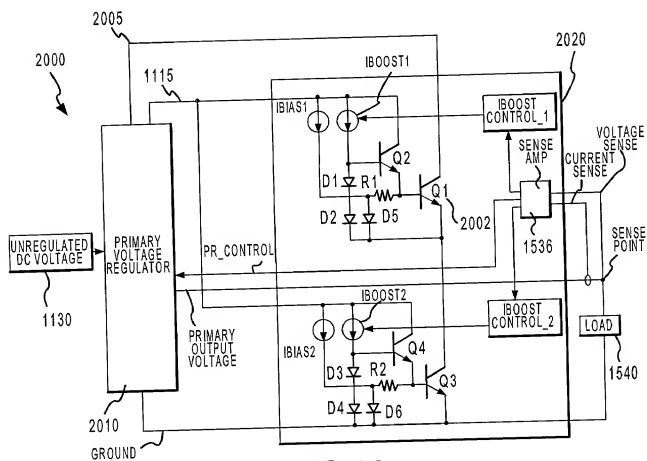 2005
2000
1115
IBOOST1
2020
IBIAS1
IBOOST
CONTROL_1
SENSE
AMP
VOLTAGE
SENSE
CURRENT
SENSE
Q2
D1
R1
Q1
D2
D5
2002
1536
UNREGULATED
DC VOLTAGE
PRIMARY
VOLTAGE
REGULATOR
PR_CONTROL
SENSE
POINT
1130
PRIMARY
OUTPUT
VOLTAGE
IBOOST2
IBOOST
CONTROL_2
IBIAS2
LOAD
Q4
D3
R2
Q3
1540
D4
D6
2010
GROUND